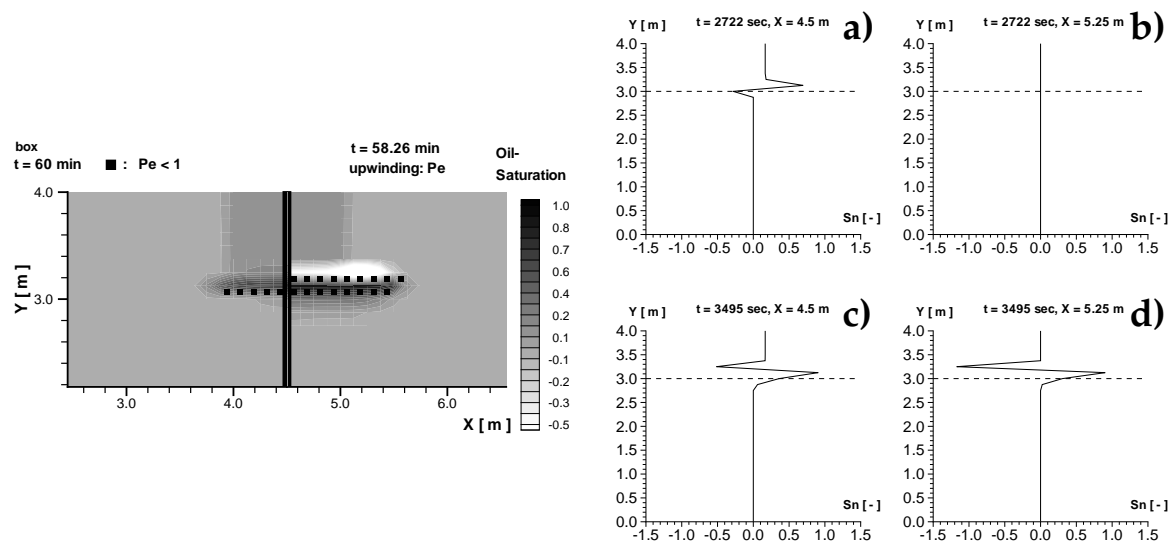 box
t = 60 min ■ : Pe < 1
t = 58.26 min
upwinding: Pe
Oil-
Saturation
Y [ m ]
4.0
3.0
3.0 4.0 5.0 6.0
X [ m ]
1.0
0.8
0.7
0.6
0.4
0.2
0.1
-0.1
-0.2
-0.3
-0.5
a)
Y [ m ] t = 2722 sec, X = 4.5 m
4.0
3.5
3.0
2.5
2.0
1.5
1.0
0.5
0.0
Sn [ - ]
-1.5 -1.0 -0.5 0.0 0.5 1.0 1.5
b)
Y [ m ] t = 2722 sec, X = 5.25 m
4.0
3.5
3.0
2.5
2.0
1.5
1.0
0.5
0.0
Sn [ - ]
-1.5 -1.0 -0.5 0.0 0.5 1.0 1.5
c)
Y [ m ] t = 3495 sec, X = 4.5 m
4.0
3.5
3.0
2.5
2.0
1.5
1.0
0.5
0.0
Sn [ - ]
-1.5 -1.0 -0.5 0.0 0.5 1.0 1.5
d)
Y [ m ] t = 3495 sec, X = 5.25 m
4.0
3.5
3.0
2.5
2.0
1.5
1.0
0.5
0.0
Sn [ - ]
-1.5 -1.0 -0.5 0.0 0.5 1.0 1.5